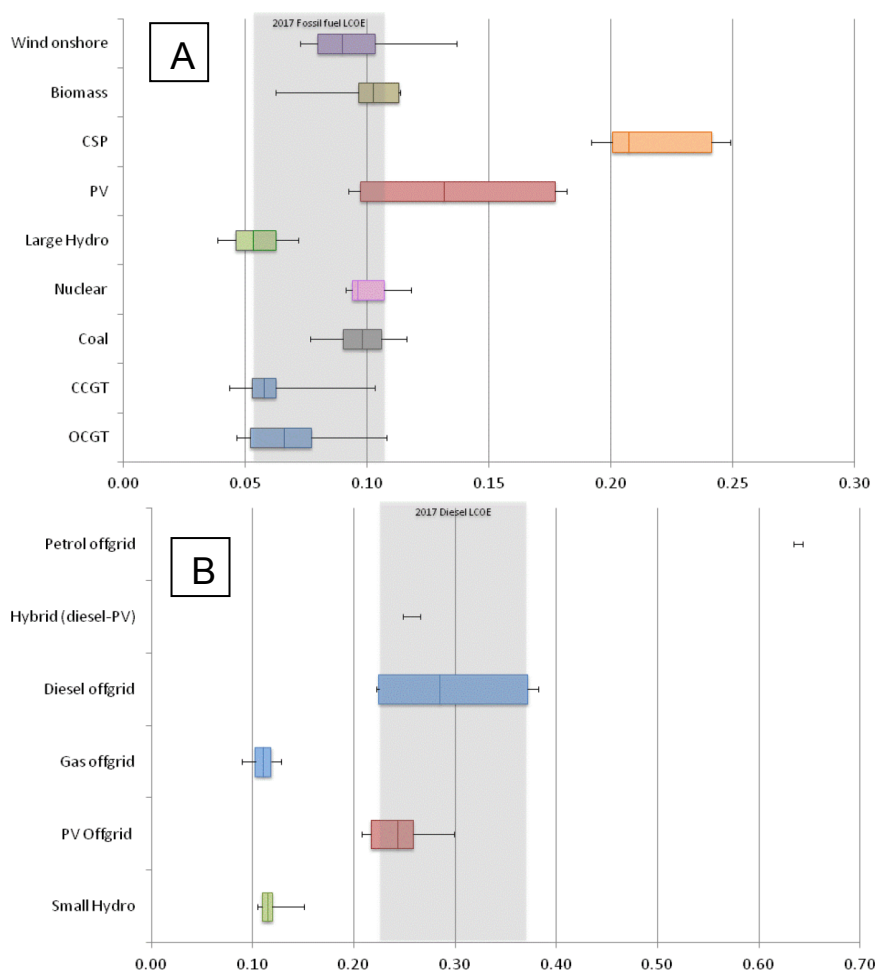 2017 Fossil fuel LCOE
A
Wind onshore
Biomass
CSP
PV
Large Hydro
Nuclear
Coal
CCGT
OCGT
0.00 0.05 0.10 0.15 0.20 0.25 0.30
2017 Diesel LCOE
B
Petrol offgrid
Hybrid (diesel-PV)
Diesel offgrid
Gas offgrid
PV Offgrid
Small Hydro
0.00 0.10 0.20 0.30 0.40 0.50 0.60 0.70